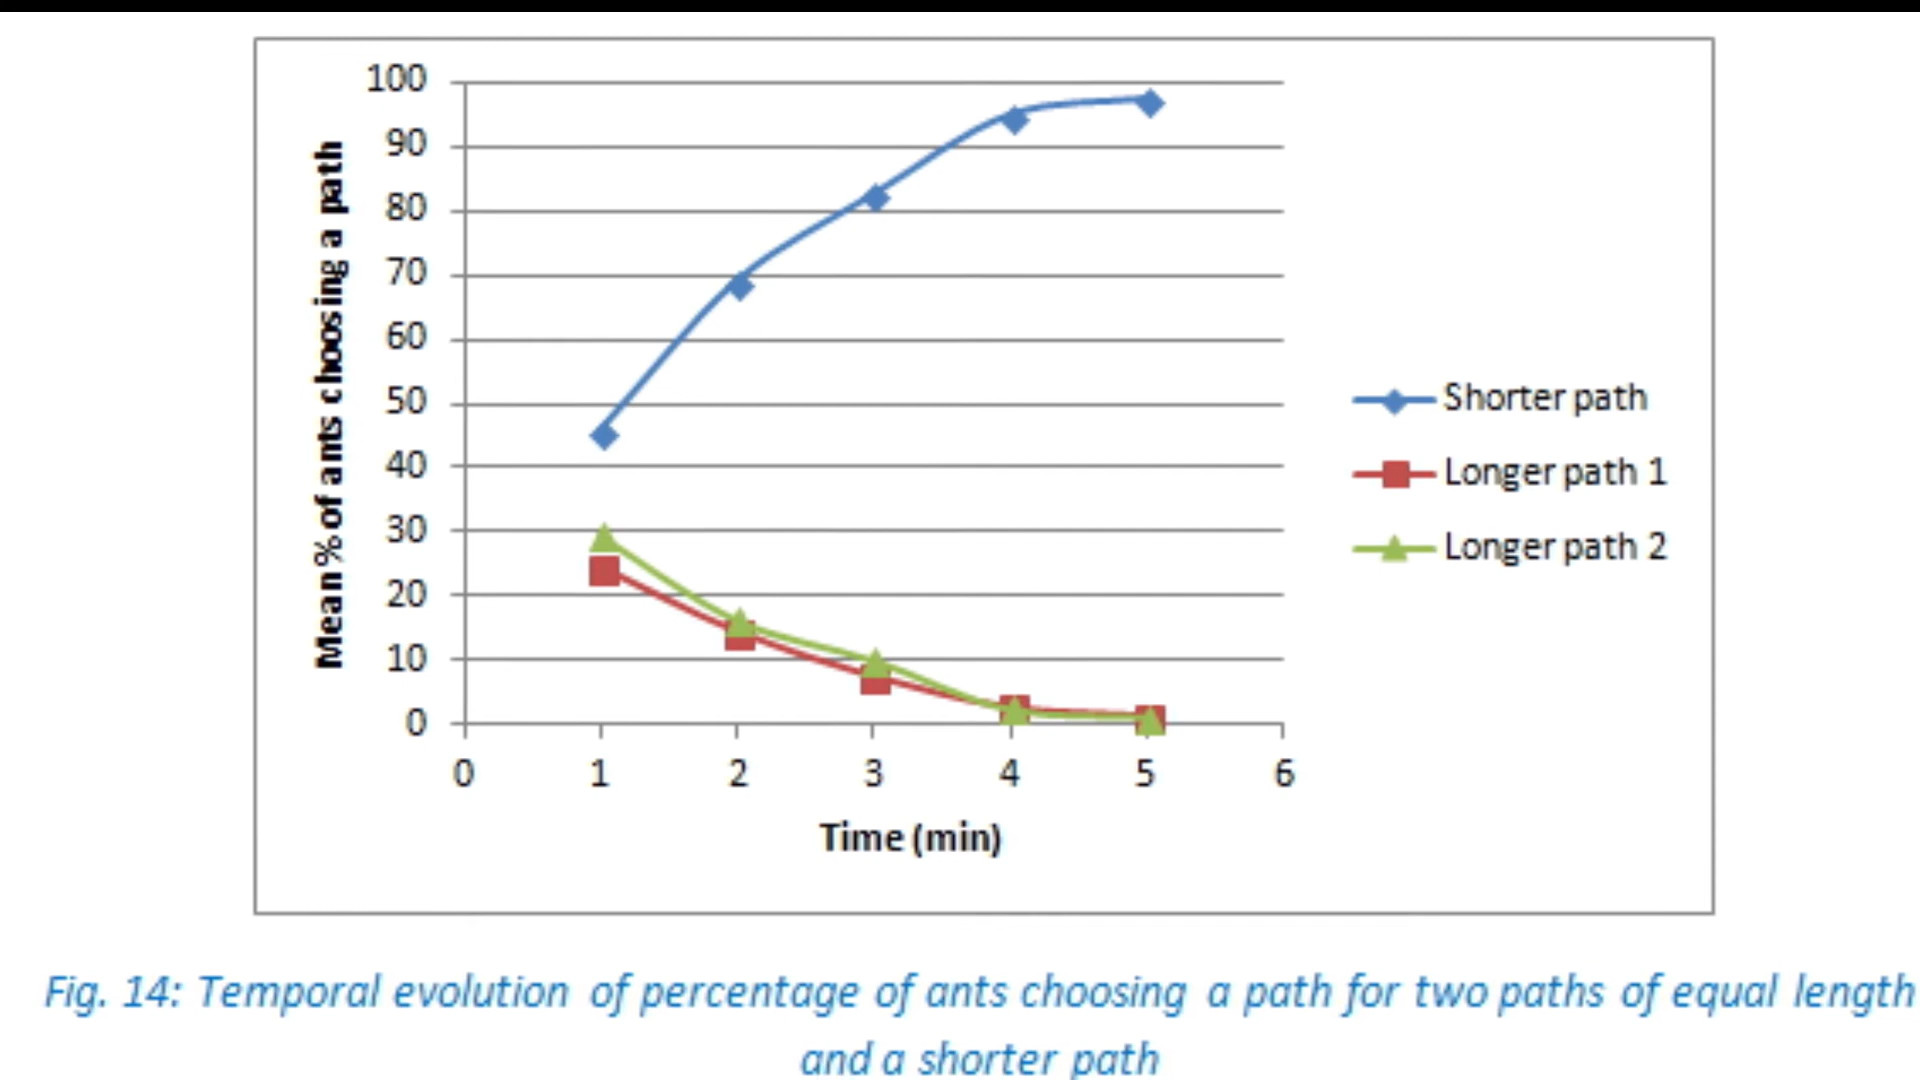 100
90
80
70
60
50
40
30
20
10
0
Mean % of ants choosing a path
0 1 2 3 4 5 6
Time (min)
Shorter path
Longer path 1
Longer path 2
Fig. 14: Temporal evolution of percentage of ants choosing a path for two paths of equal length
and a shorter path